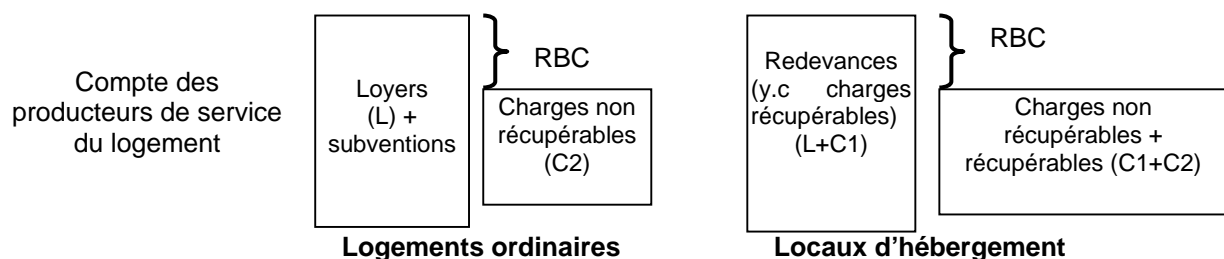 Compte des
producteurs de service
du logement
Loyers
(L) +
subventions
RBC
Charges non
récupérables
(C2)
Logements ordinaires
Redevances
(y.c charges
récupérables)
(L+C1)
RBC
Charges non
récupérables +
récupérables (C1+C2)
Locaux d'hébergement